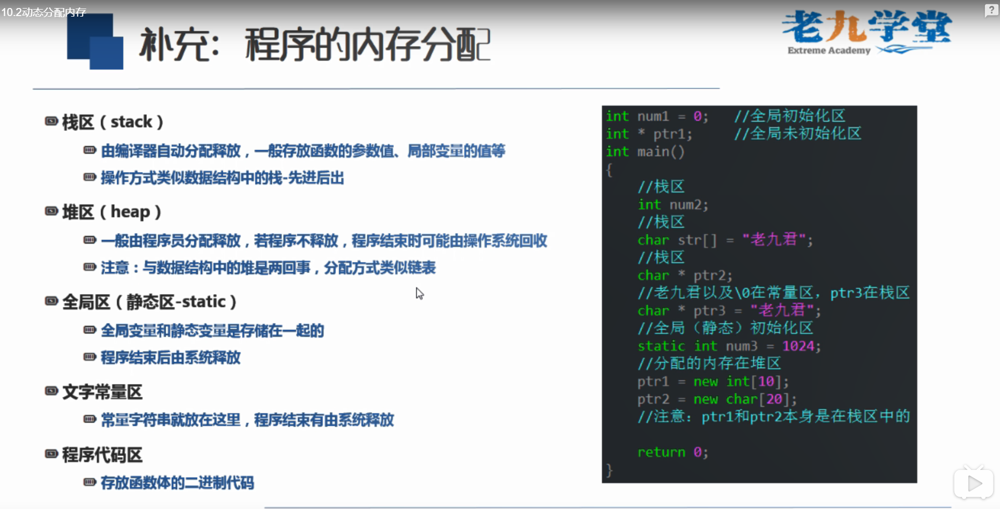 10.2动态分配内存
补充：程序的内存分配
老九学堂
Extreme Academy
栈区（stack）
由编译器自动分配释放，一般存放函数的参数值、局部变量的值等
操作方式类似数据结构中的栈-先进后出
堆区（heap）
一般由程序员分配释放，若程序不释放，程序结束时可能由操作系统回收
注意：与数据结构中的堆是两回事，分配方式类似链表
全局区（静态区-static）
全局变量和静态变量是存储在一起的
程序结束后由系统释放
文字常量区
常量字符串就放在这里，程序结束有由系统释放
程序代码区
存放函数体的二进制代码
int num1 = 0; //全局初始化区
int * ptr1; //全局未初始化区
int main()
{
//栈区
int num2;
//栈区
char str[] = "老九君";
//栈区
char * ptr2;
//老九君以及\0在常量区，ptr3在栈区
char * ptr3 = "老九君";
//全局（静态）初始化区
static int num3 = 1024;
//分配的内存在堆区
ptr1 = new int[10];
ptr2 = new char[20];
//注意：ptr1和ptr2本身是在栈区中的
return 0;
}
?